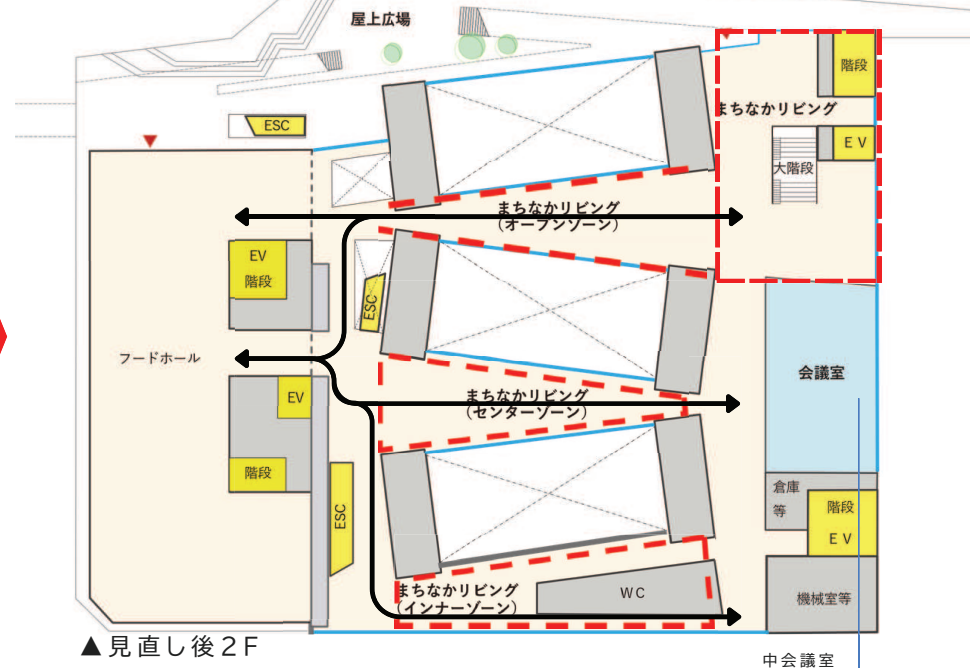 屋上広場
ESC
階段
まちなかリビング
EV
大階段
まちなかリビング
(オープンゾーン)
EV
階段
ESC
フードホール
会議室
まちなかリビング
(センターゾーン)
EV
階段
倉庫
等
階段
EV
ESC
まちなかリビング
(インナーゾーン)
WC
機械室等
▲見直し後2F
中会議室